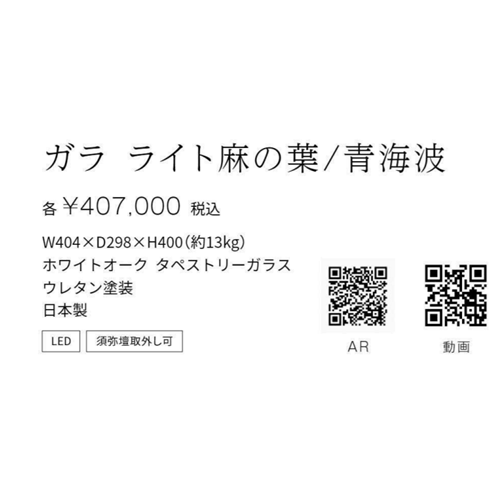 ガラ ライト麻の葉/青海波
各 ¥407,000 税込
W404×D298×H400(約13kg)
ホワイトオーク タペストリーガラス
ウレタン塗装
日本製
LED 須弥壇取外し可
AR 動画